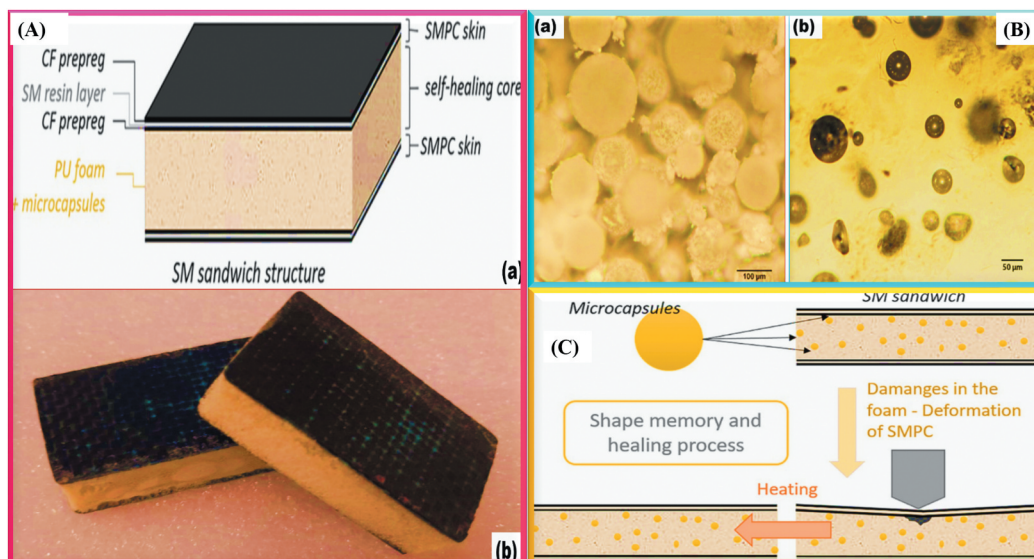 (A)
CF prepreg
SM resin layer
CF prepreg
PU foam
+ microcapsules
SMPC skin
self-healing core
SMPC skin
SM sandwich structure
(a)
(b)
(a)
100 μm
(b)
(B)
50 μm
(C)
Microcapsules
SM sandwich
Damanges in the
foam - Deformation
of SMPC
Shape memory and
healing process
Heating